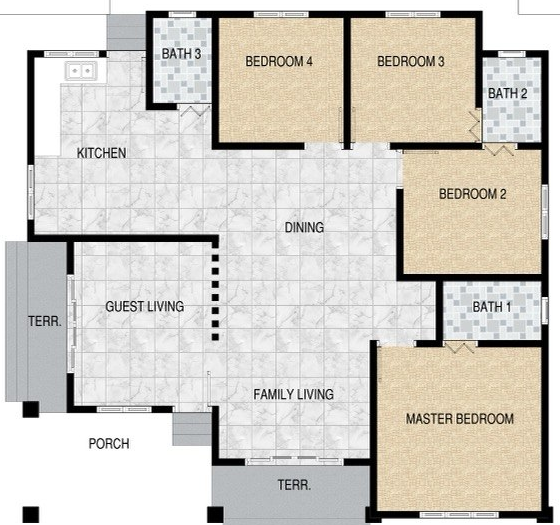 BATH 3
BEDROOM 4
BEDROOM 3
BATH 2
KITCHEN
BEDROOM 2
DINING
GUEST LIVING
BATH 1
TERR.
FAMILY LIVING
MASTER BEDROOM
PORCH
TERR.